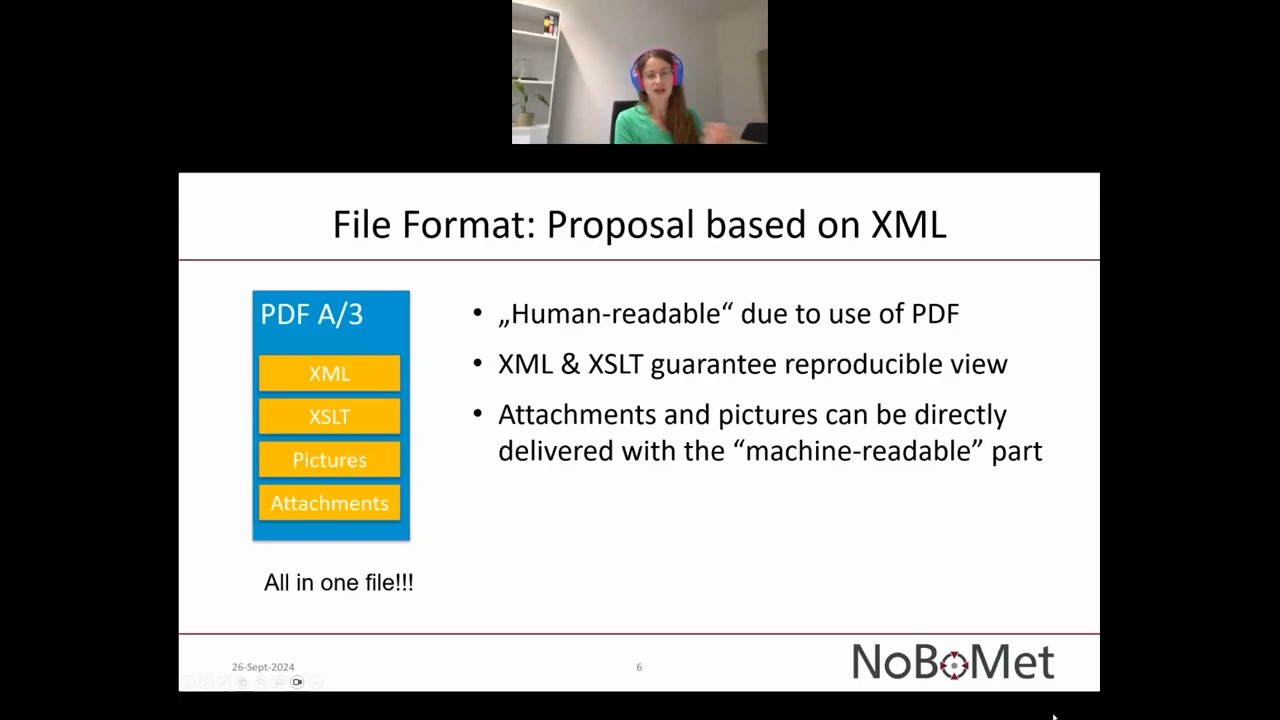 File Format: Proposal based on XML
PDF A/3
XML
XSLT
Pictures
Attachments
All in one file!!!
• „Human-readable“ due to use of PDF
• XML & XSLT guarantee reproducible view
• Attachments and pictures can be directly
delivered with the “machine-readable” part
26-Sept-2024
6
NoBoMet